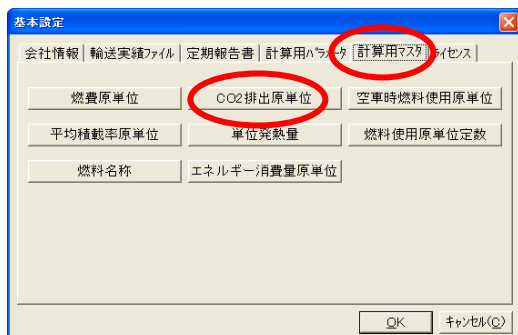 基本設定
会社情報 輸送実績ファイル 定期報告書 計算用パラメータ 計算用マスタ ライセンス
燃費原単位 CO2排出原単位 空車時燃料使用原単位
平均積載率原単位 単位発熱量 燃料使用原単位定数
燃料名称 エネルギー消費量原単位
OK キャンセル(C)